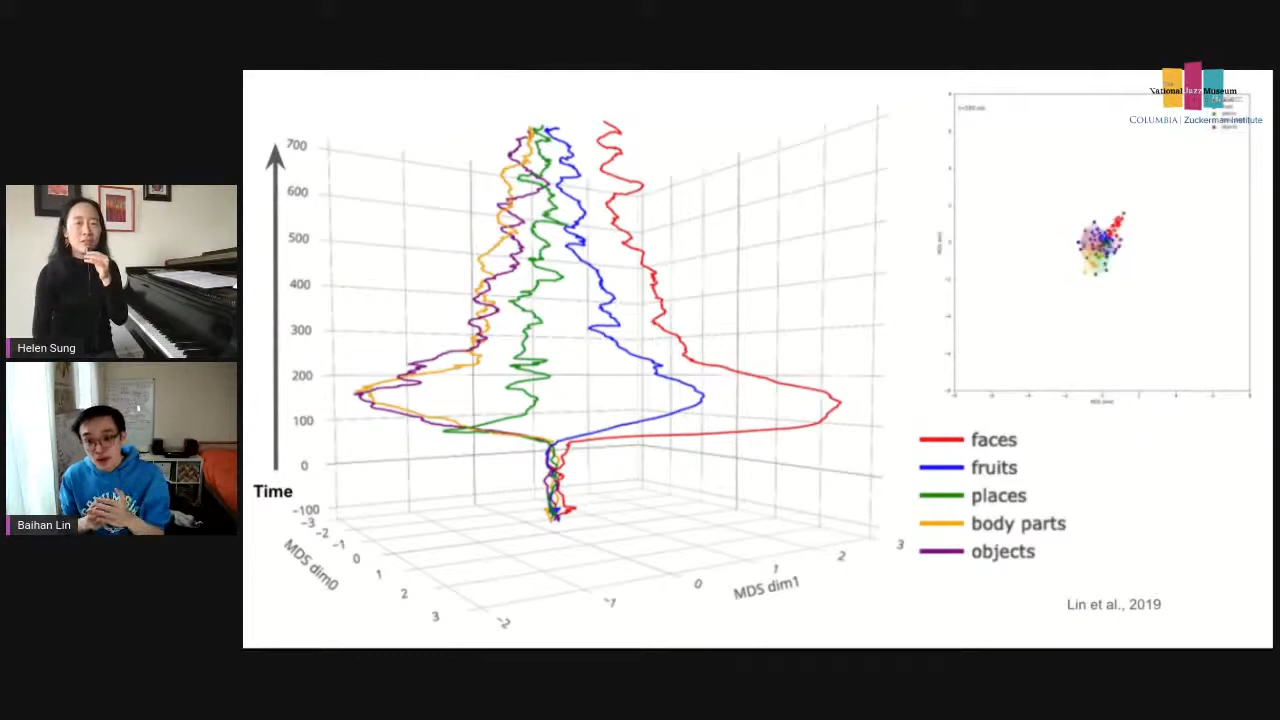 The
National Jazz Museum
COLUMBIA | Zuckerman Institute
700
600
500
400
300
200
100
0
-100
Time
-3
-2
-1
0
1
2
3
MDS dim0
-2
-1
0
1
2
3
MDS dim1
faces
fruits
places
body parts
objects
Lin et al., 2019
Helen Sung
Baihan Lin